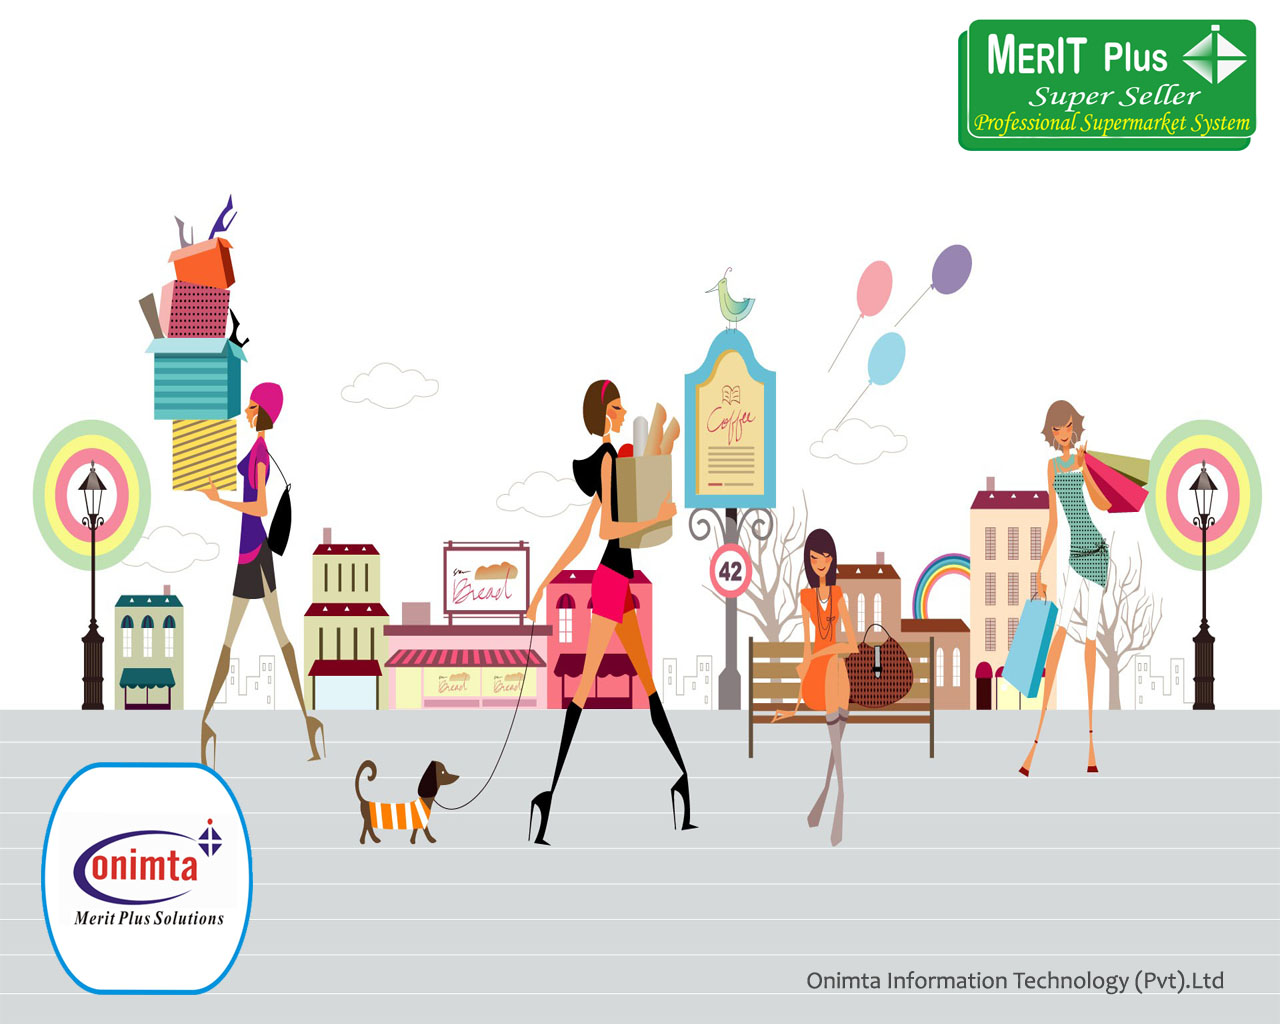 MERIT Plus
Super Seller
Professional Supermarket System
Coffee
42
Bread
Bread
Bread
onimta
Merit Plus Solutions
Onimta Information Technology (Pvt).Ltd